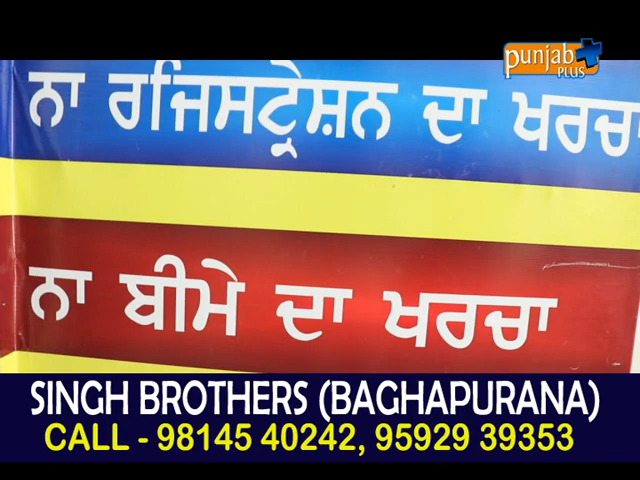 punjab
PLUS
ਨਾ ਰਜਿਸਟ੍ਰੇਸ਼ਨ ਦਾ ਖਰਚਾ
ਨਾ ਬੀਮੇ ਦਾ ਖਰਚਾ
SINGH BROTHERS (BAGHAPURANA)
CALL - 98145 40242, 95929 39353